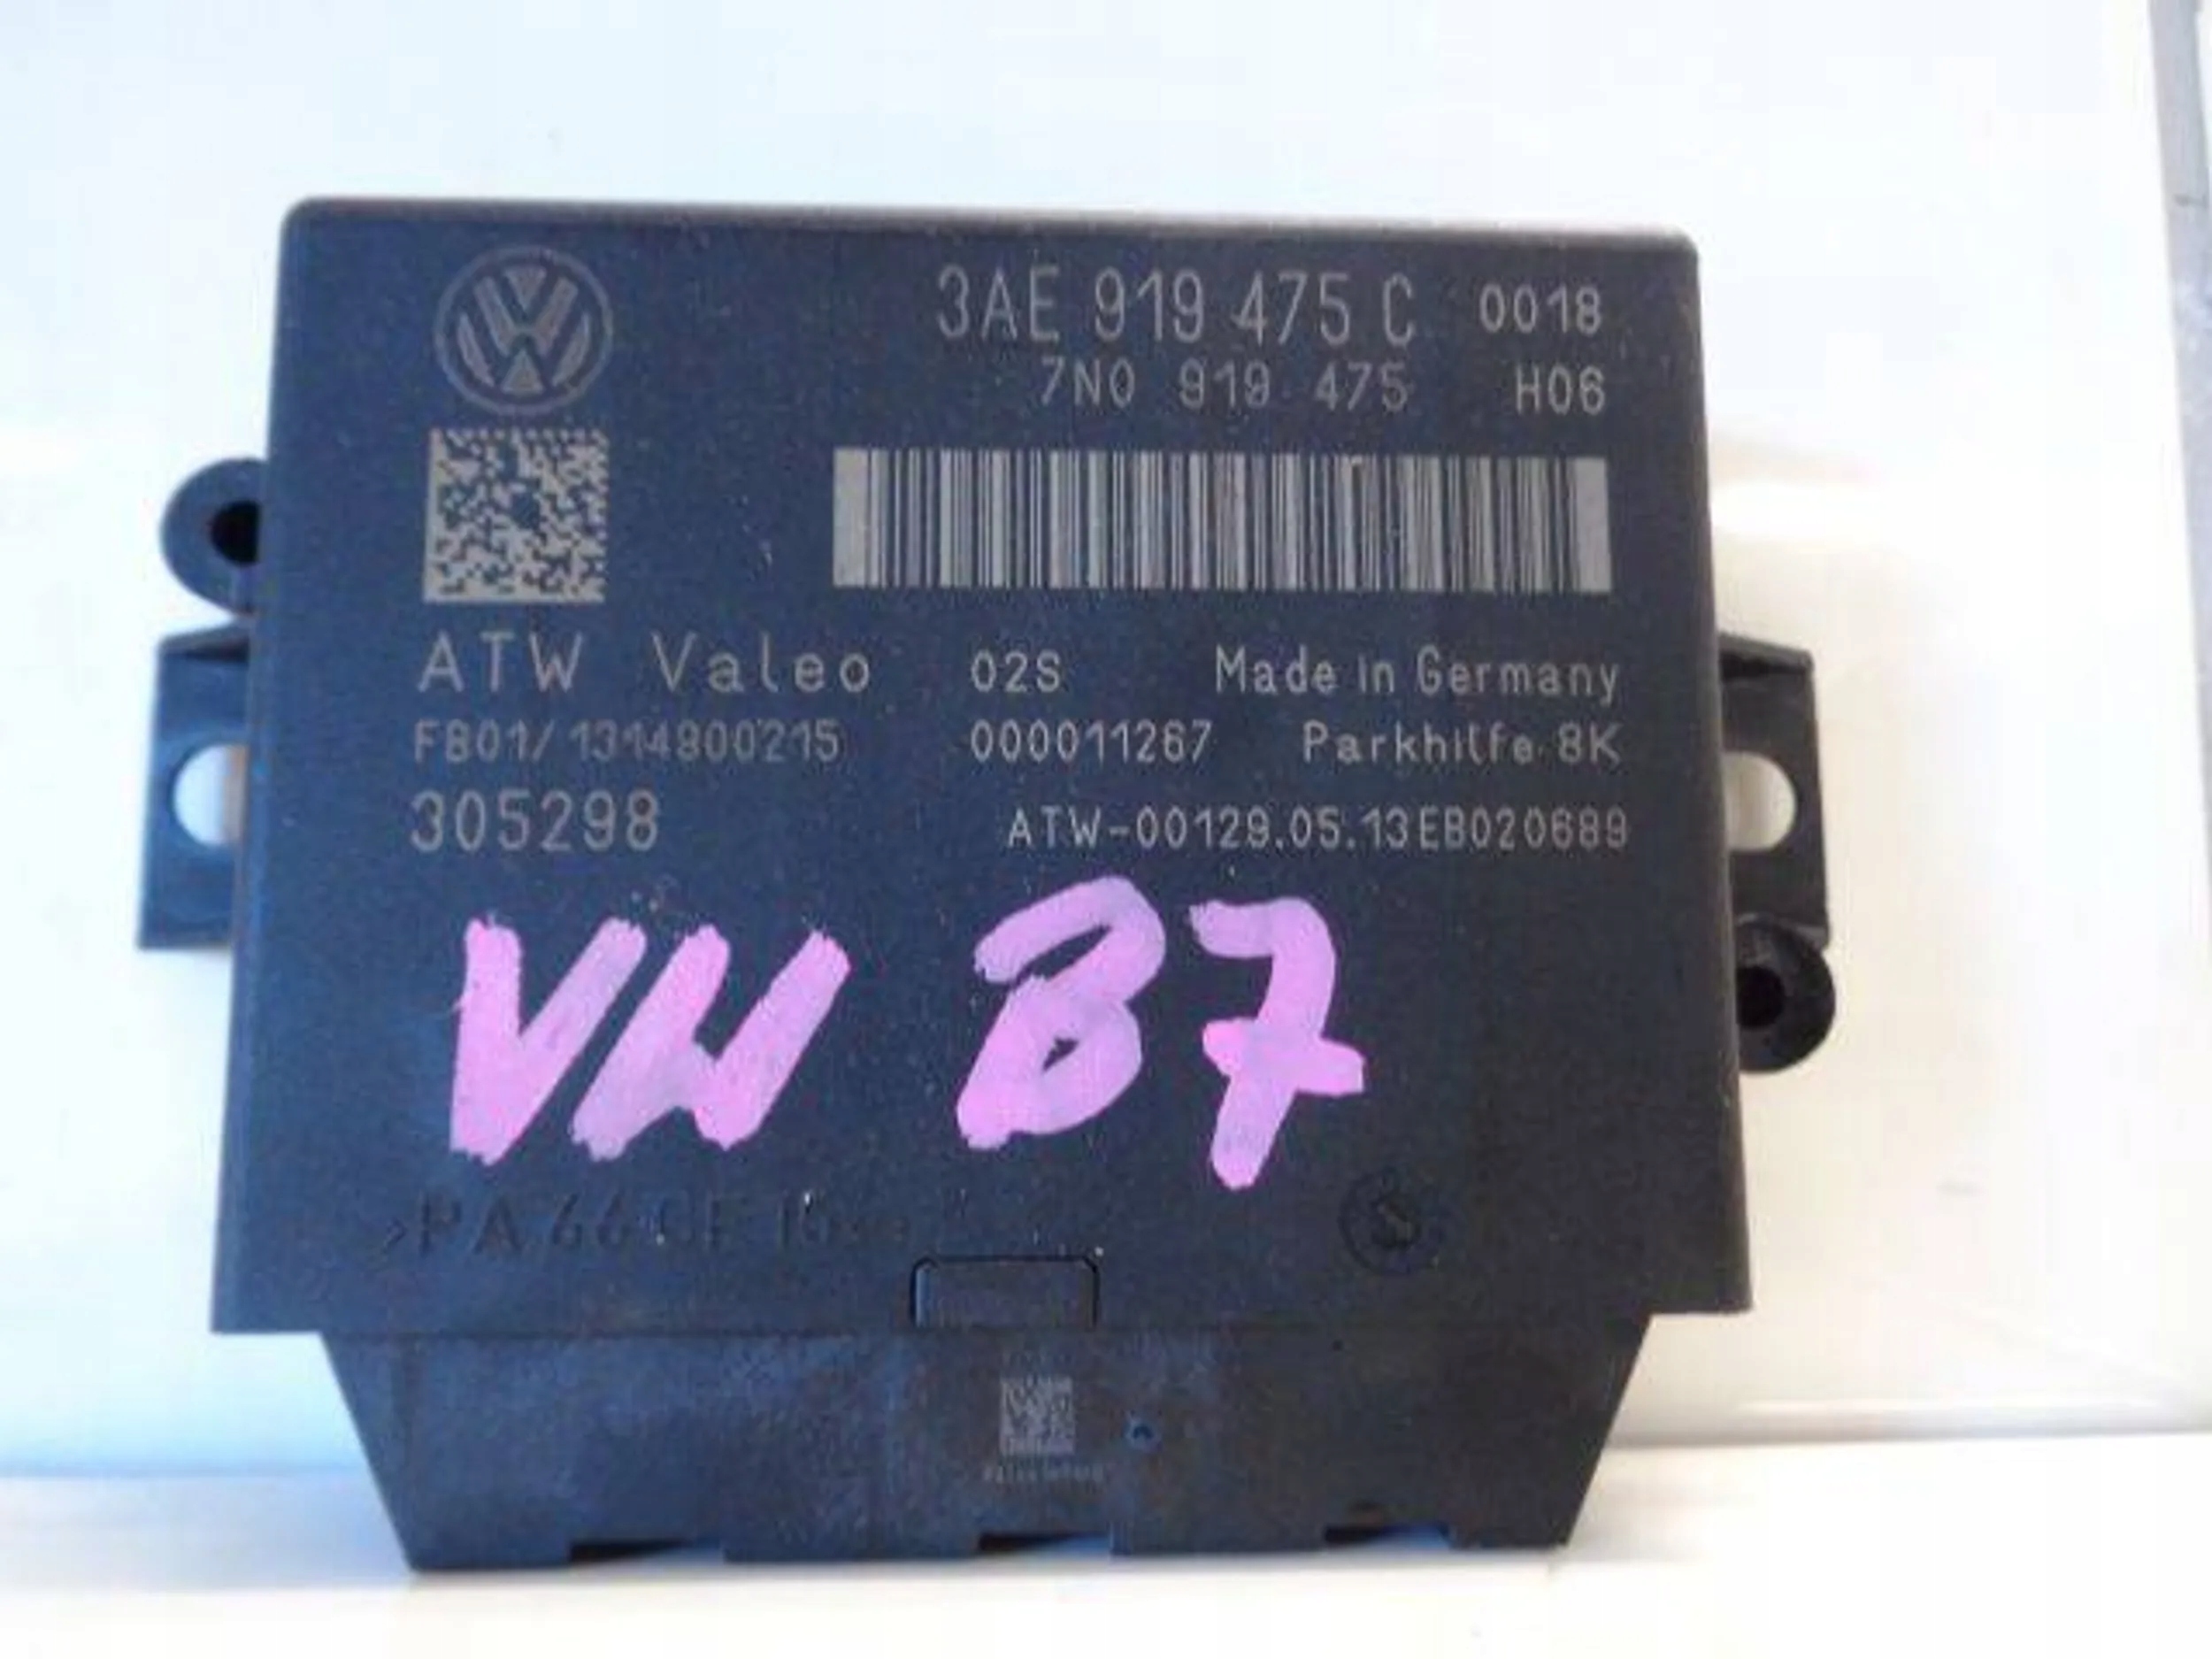 3AE 919 475 C 0018
7N0 919 475 H06
ATW Valeo 02S Made in Germany
FB01/1314800215 000011267 Parkhilfe 8K
305298 ATW-00129.05.13EB020689
VW B7
>PA66